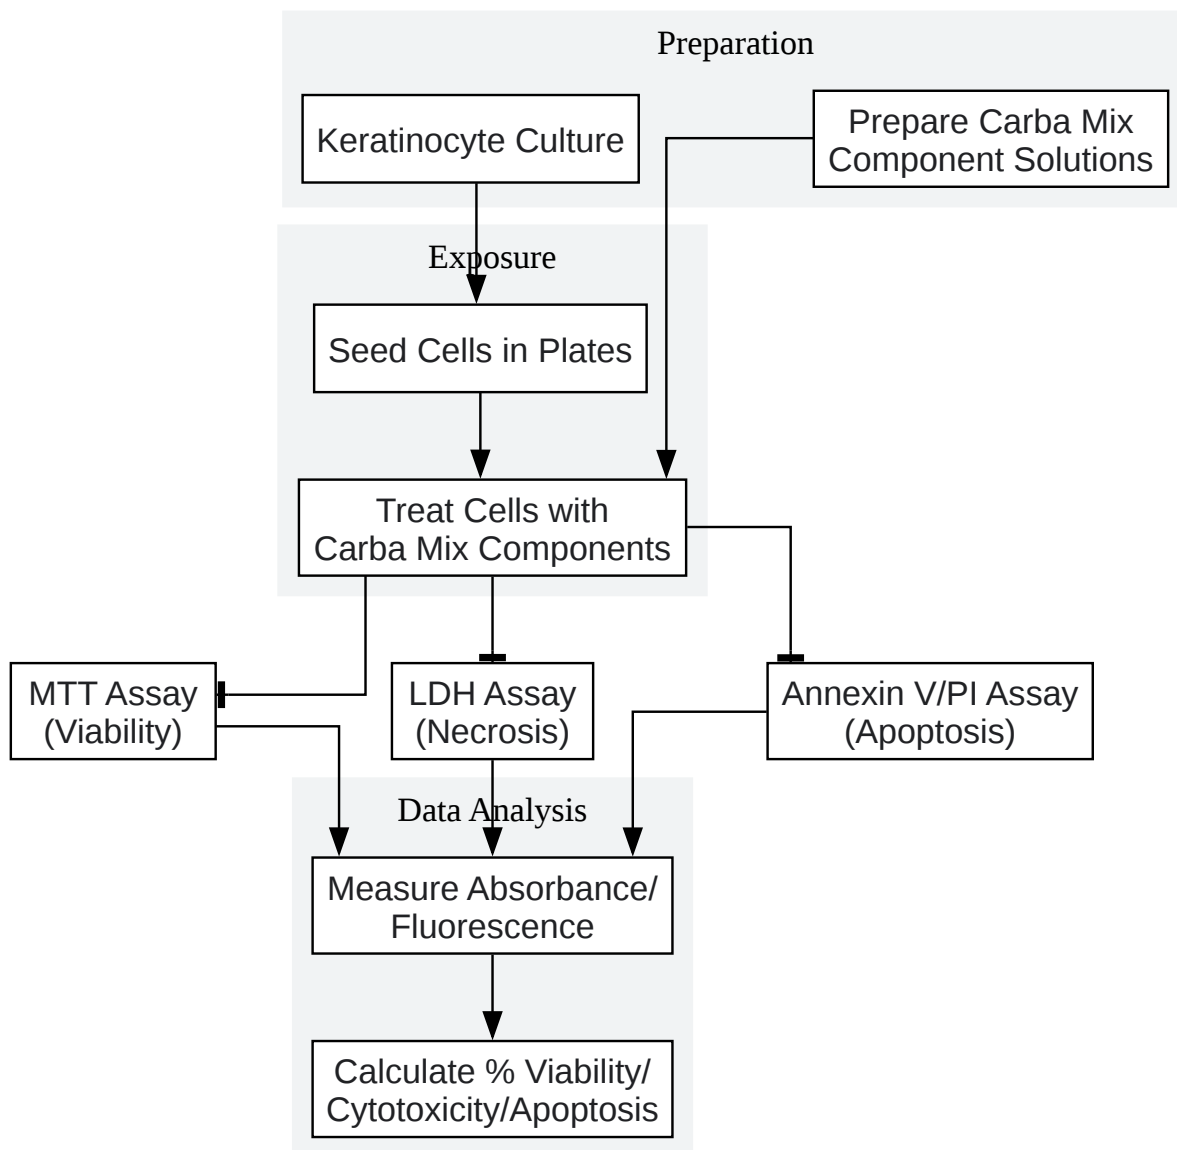 Preparation
Keratinocyte Culture
Prepare Carba Mix
Component Solutions
Exposure
Seed Cells in Plates
Treat Cells with
Carba Mix Components
MTT Assay
(Viability)
LDH Assay
(Necrosis)
Annexin V/PI Assay
(Apoptosis)
Data Analysis
Measure Absorbance/
Fluorescence
Calculate % Viability/
Cytotoxicity/Apoptosis